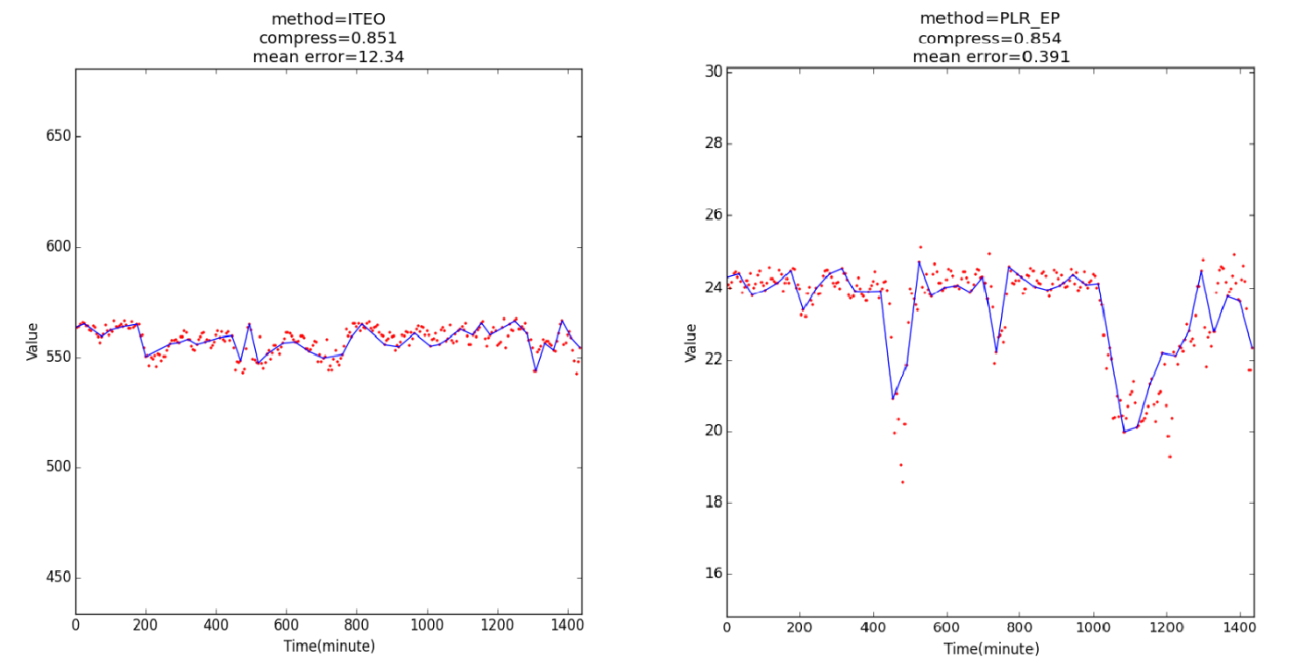 method=ITEO
compress=0.851
mean error=12.34
650
600
550
500
450
Value
0 200 400 600 800 1000 1200 1400
Time(minute)
method=PLR_EP
compress=0.854
mean error=0.391
30
28
26
24
22
20
18
16
Value
0 200 400 600 800 1000 1200 1400
Time(minute)